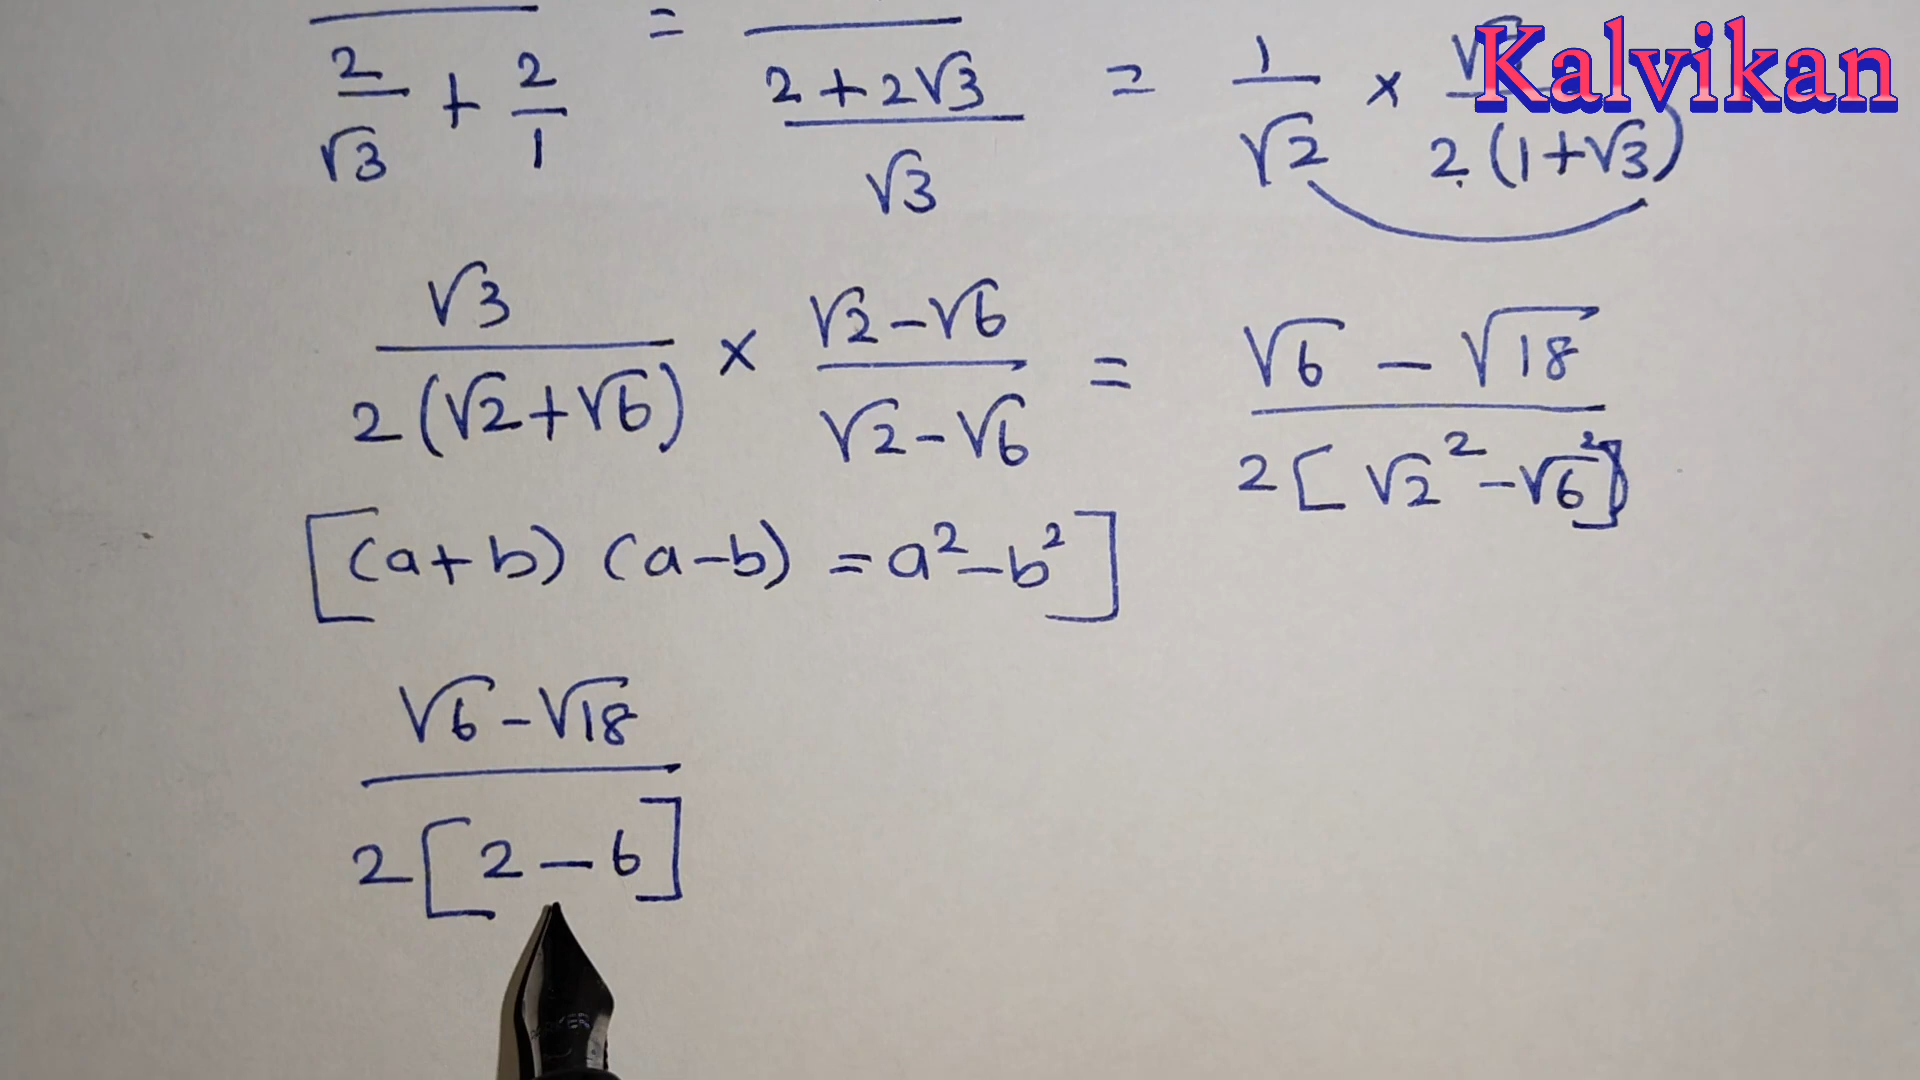 Kalvikan
2/√3 + 2/1 = 2+2√3/√3 = 1/√2 × 2(1+√3)
√3/2(√2+√6) × √2-√6/√2-√6 = √6 - √18/2[√2² - √6²]
[(a+b) (a-b) = a² - b²]
√6 - √18
2[2-6]